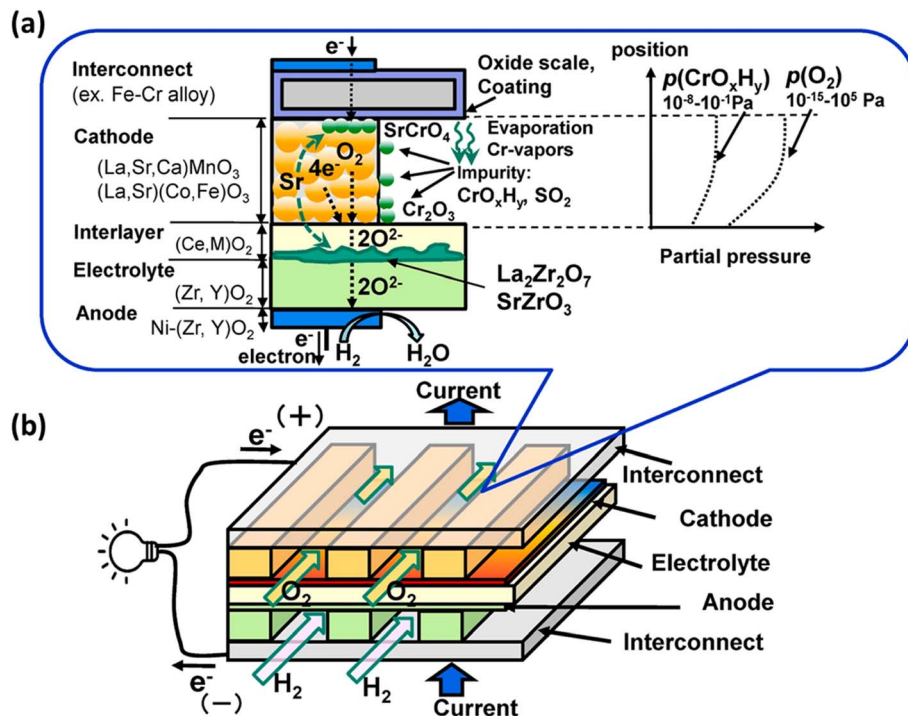 (a)
e-
Interconnect
(ex. Fe-Cr alloy)
Oxide scale,
Coating
position
p(CrOxHy)
10-8-10-1Pa
p(O2)
10-15-105 Pa
Partial pressure
Cathode
(La,Sr,Ca)MnO3
(La,Sr)(Co,Fe)O3
O2
4e-
Sr
SrCrO4
Evaporation
Cr-vapors
Impurity:
CrOxHy, SO2
Cr2O3
Interlayer
(Ce,M)O2
2O2-
Electrolyte
(Zr, Y)O2
2O2-
La2Zr2O7
SrZrO3
Anode
Ni-(Zr, Y)O2
e-
electron
H2
H2O
(b)
Current
(+)
e-
Interconnect
Cathode
Electrolyte
Anode
Interconnect
O2
O2
e-
(−)
H2
H2
Current